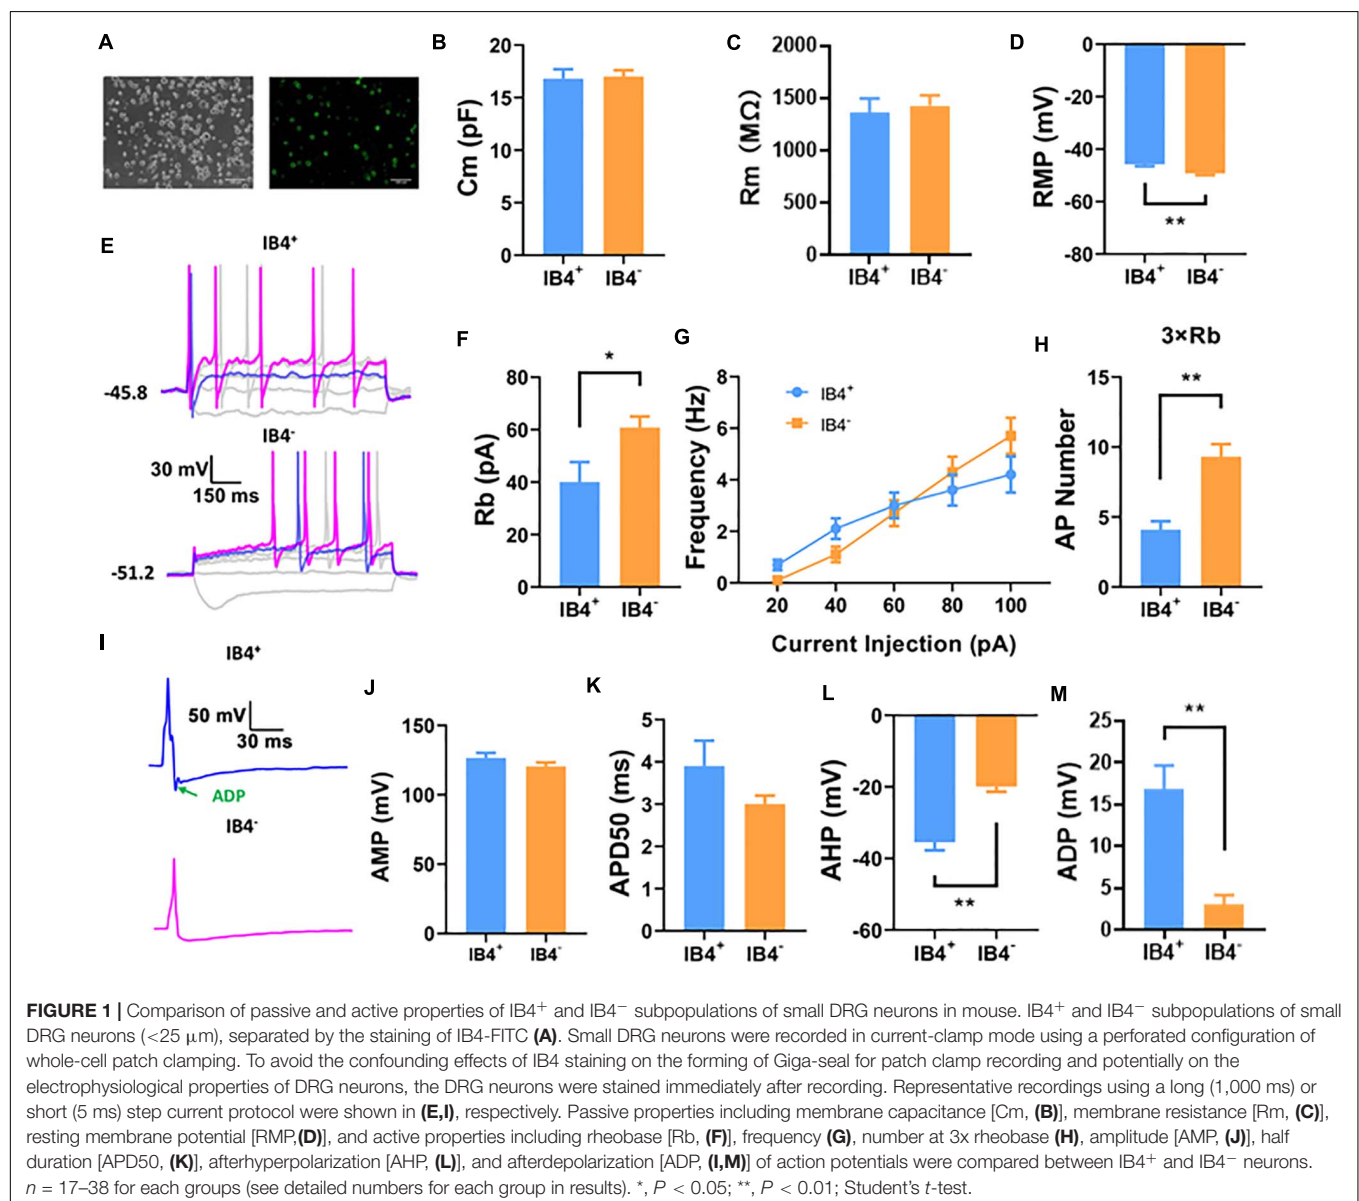 A
B
20
15
10
5
0
Cm (pF)
IB4⁺ IB4⁻
C
2000
1500
1000
500
0
Rm (MΩ)
IB4⁺ IB4⁻
D
0
-20
-40
-60
-80
RMP (mV)
**
IB4⁺ IB4⁻
E
IB4⁺
-45.8
IB4⁻
30 mV
150 ms
-51.2
F
80
60
40
20
0
Rb (pA)
*
IB4⁺ IB4⁻
G
8
6
4
2
0
Frequency (Hz)
IB4⁺
IB4⁻
20 40 60 80 100
Current Injection (pA)
H
3×Rb
15
10
5
0
AP Number
**
IB4⁺ IB4⁻
I
IB4⁺
50 mV
30 ms
ADP
IB4⁻
J
150
100
50
0
AMP (mV)
IB4⁺ IB4⁻
K
5
4
3
2
1
0
APD50 (ms)
IB4⁺ IB4⁻
L
0
-20
-40
-60
AHP (mV)
**
IB4⁺ IB4⁻
M
25
20
15
10
5
0
ADP (mV)
**
IB4⁺ IB4⁻
FIGURE 1 | Comparison of passive and active properties of IB4⁺ and IB4⁻ subpopulations of small DRG neurons in mouse. IB4⁺ and IB4⁻ subpopulations of small
DRG neurons (<25 μm), separated by the staining of IB4-FITC (A). Small DRG neurons were recorded in current-clamp mode using a perforated configuration of
whole-cell patch clamping. To avoid the confounding effects of IB4 staining on the forming of Giga-seal for patch clamp recording and potentially on the
electrophysiological properties of DRG neurons, the DRG neurons were stained immediately after recording. Representative recordings using a long (1,000 ms) or
short (5 ms) step current protocol were shown in (E,I), respectively. Passive properties including membrane capacitance [Cm, (B)], membrane resistance [Rm, (C)],
resting membrane potential [RMP,(D)], and active properties including rheobase [Rb, (F)], frequency (G), number at 3x rheobase (H), amplitude [AMP, (J)], half
duration [APD50, (K)], afterhyperpolarization [AHP, (L)], and afterdepolarization [ADP, (I,M)] of action potentials were compared between IB4⁺ and IB4⁻ neurons.
n = 17–38 for each groups (see detailed numbers for each group in results). *, P < 0.05; **, P < 0.01; Student's t-test.